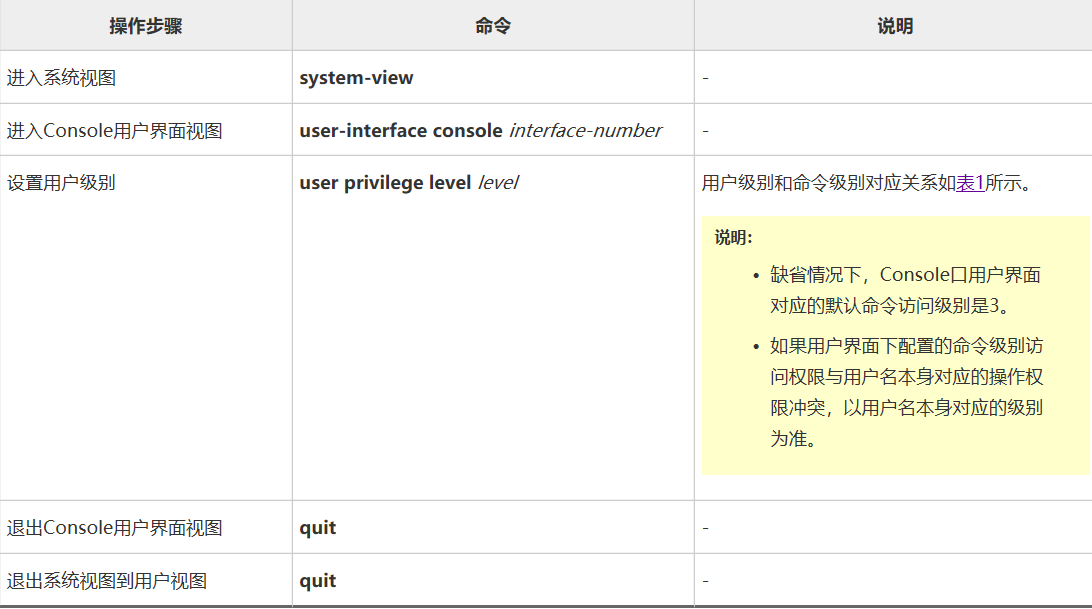 操作步骤 命令 说明
进入系统视图 system-view -
进入Console用户界面视图 user-interface console interface-number -
设置用户级别 user privilege level level 用户级别和命令级别对应关系如表1所示。
说明:
• 缺省情况下，Console口用户界面
对应的默认命令访问级别是3。
• 如果用户界面下配置的命令级别访
问权限与用户名本身对应的操作权
限冲突，以用户名本身对应的级别
为准。
退出Console用户界面视图 quit -
退出系统视图到用户视图 quit -